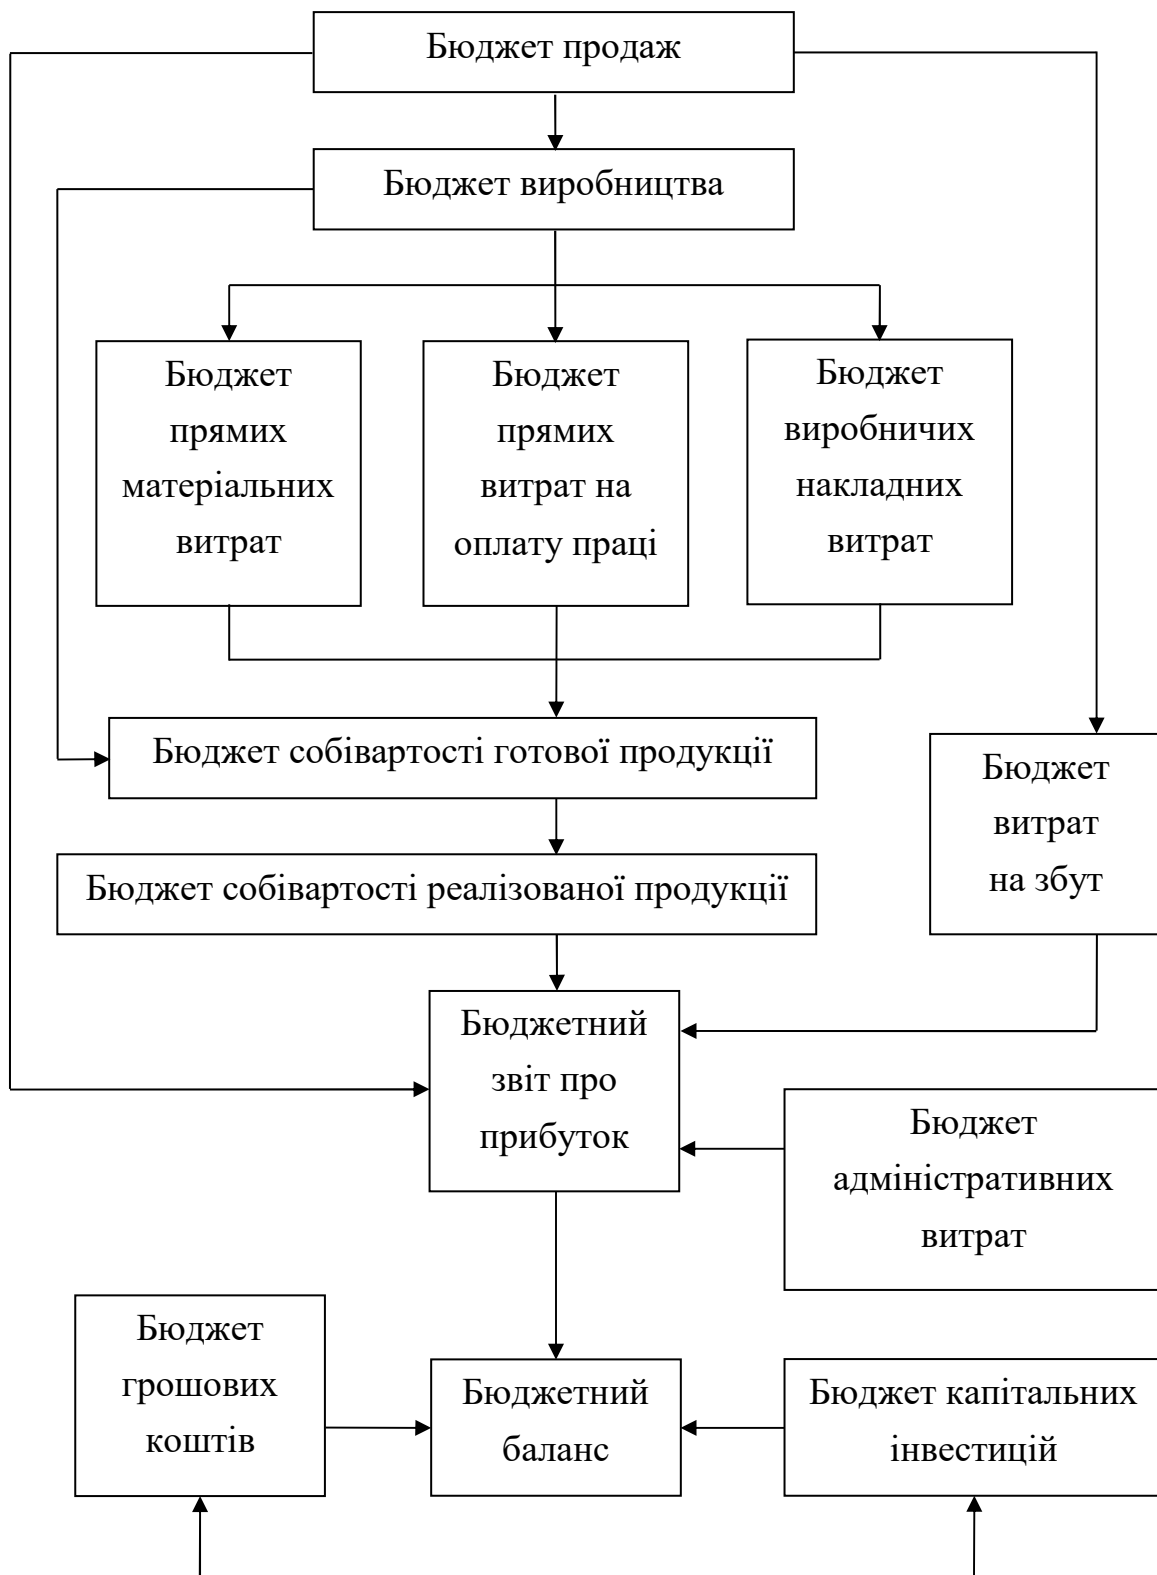 Бюджет продаж
Бюджет виробництва
Бюджет
прямих
матеріальних
витрат
Бюджет
прямих
витрат на
оплату праці
Бюджет
виробничих
накладних
витрат
Бюджет собівартості готової продукції
Бюджет
витрат
на збут
Бюджет собівартості реалізованої продукції
Бюджетний
звіт про
прибуток
Бюджет
адміністративних
витрат
Бюджет
грошових
коштів
Бюджетний
баланс
Бюджет капітальних
інвестицій